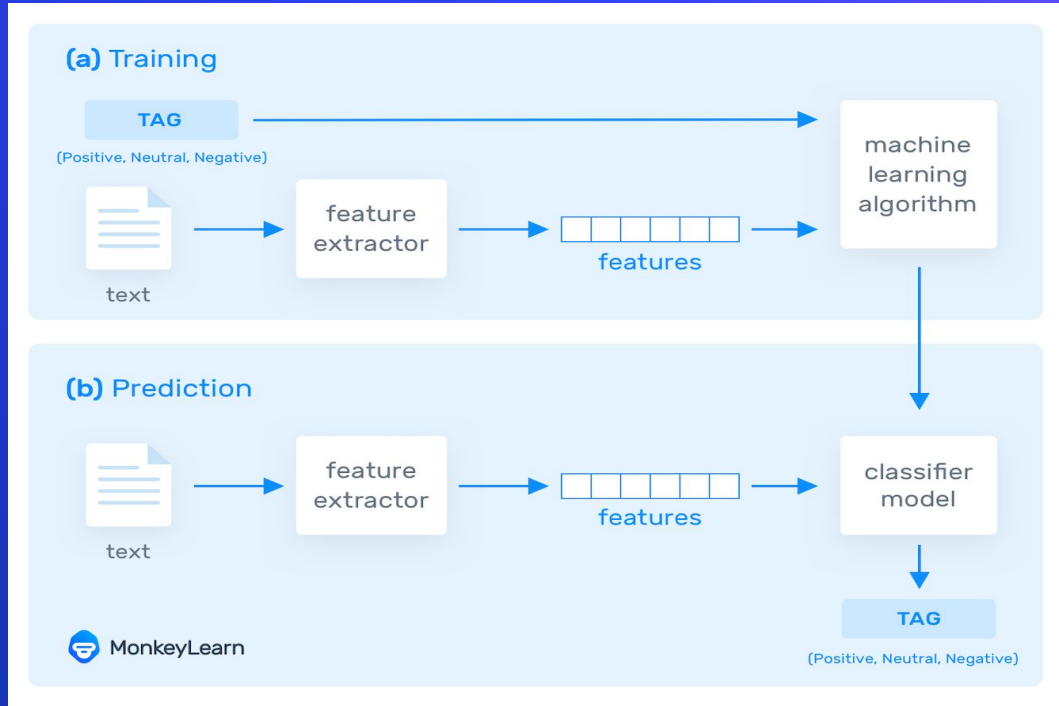 (a) Training
TAG
(Positive, Neutral, Negative)
text
feature
extractor
features
machine
learning
algorithm
(b) Prediction
text
feature
extractor
features
classifier
model
TAG
(Positive, Neutral, Negative)
MonkeyLearn